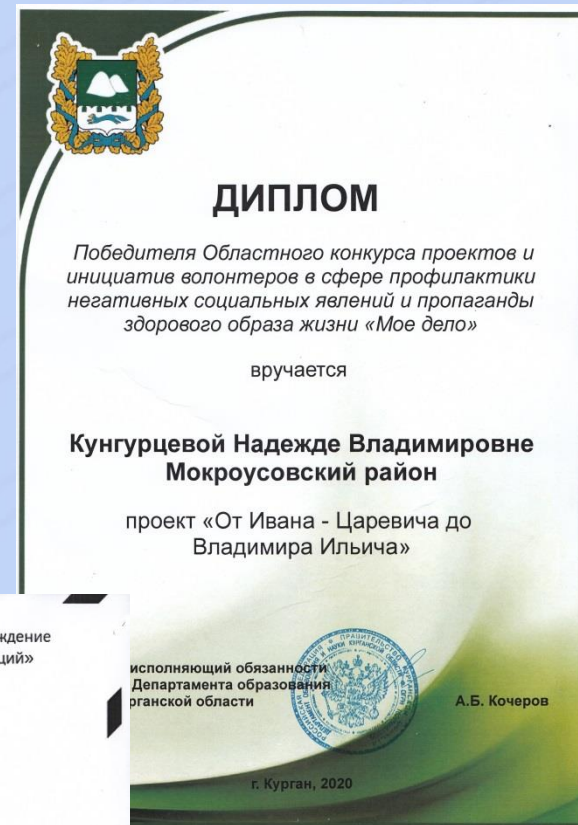 ДИПЛОМ
Победителя Областного конкурса проектов и
инициатив волонтеров в сфере профилактики
негативных социальных явлений и пропаганды
здорового образа жизни «Мое дело»
вручается
Кунгурцевой Надежде Владимировне
Мокроусовский район
проект «От Ивана - Царевича до
Владимира Ильича»
исполняющий обязанности
Департамента образования
рганской области
А.Б. Кочеров
г. Курган, 2020
ждение
ций»